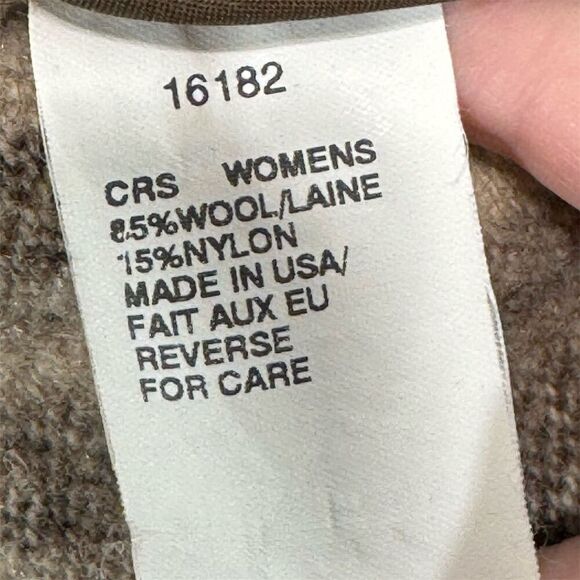 16182
CRS WOMENS
85%WOOL/LAINE
15%NYLON
MADE IN USA/
FAIT AUX EU
REVERSE
FOR CARE